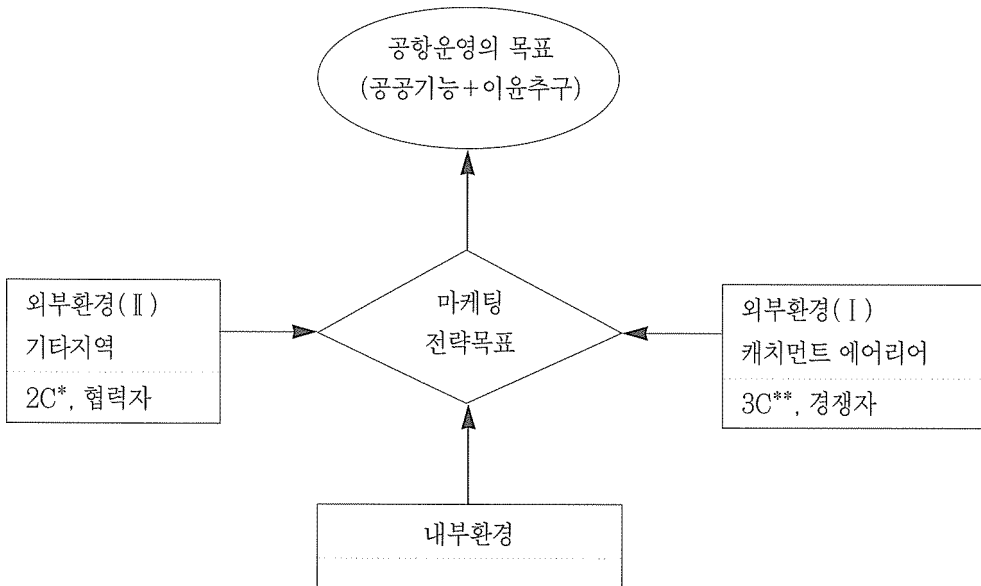 공항운영의 목표
(공공기능+이윤추구)
마케팅
전략목표
외부환경(Ⅱ)
기타지역
2C*, 협력자
외부환경(Ⅰ)
캐치먼트 에어리어
3C**, 경쟁자
내부환경